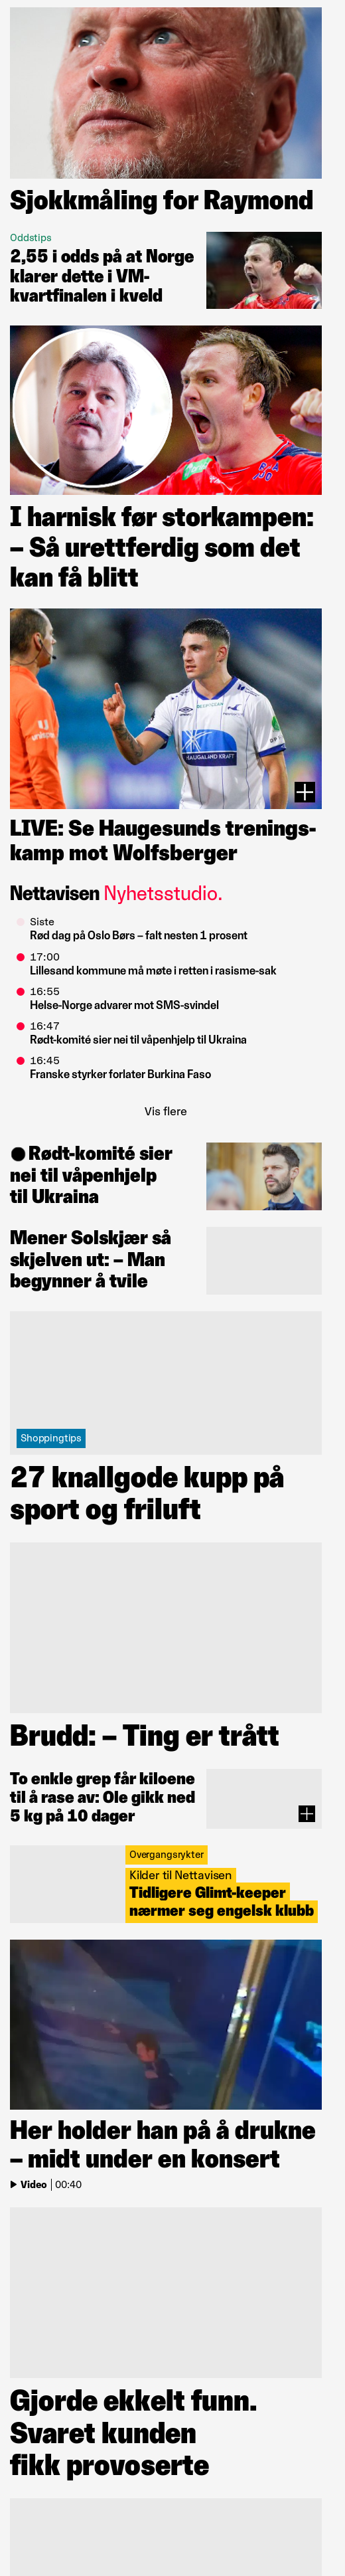 Sjokkmåling for Raymond
Oddstips
2,55 i odds på at Norge
klarer dette i VM-
kvartfinalen i kveld
I harnisk før storkampen:
– Så urettferdig som det
kan få blitt
HAUGALAND KRAFT
LIVE: Se Haugesunds trenings-
kamp mot Wolfsberger
Nettavisen Nyhetsstudio.
Siste
Rød dag på Oslo Børs – falt nesten 1 prosent
17:00
Lillesand kommune må møte i retten i rasisme-sak
16:55
Helse-Norge advarer mot SMS-svindel
16:47
Rødt-komité sier nei til våpenhjelp til Ukraina
16:45
Franske styrker forlater Burkina Faso
Vis flere
Rødt-komité sier
nei til våpenhjelp
til Ukraina
Mener Solskjær så
skjelven ut: – Man
begynner å tvile
Shoppingtips
27 knallgode kupp på
sport og friluft
Brudd: – Ting er trått
To enkle grep får kiloene
til å rase av: Ole gikk ned
5 kg på 10 dager
Overgangsrykter
Kilder til Nettavisen
Tidligere Glimt-keeper
nærmer seg engelsk klubb
Her holder han på å drukne
– midt under en konsert
Video | 00:40
Gjorde ekkelt funn.
Svaret kunden
fikk provoserte